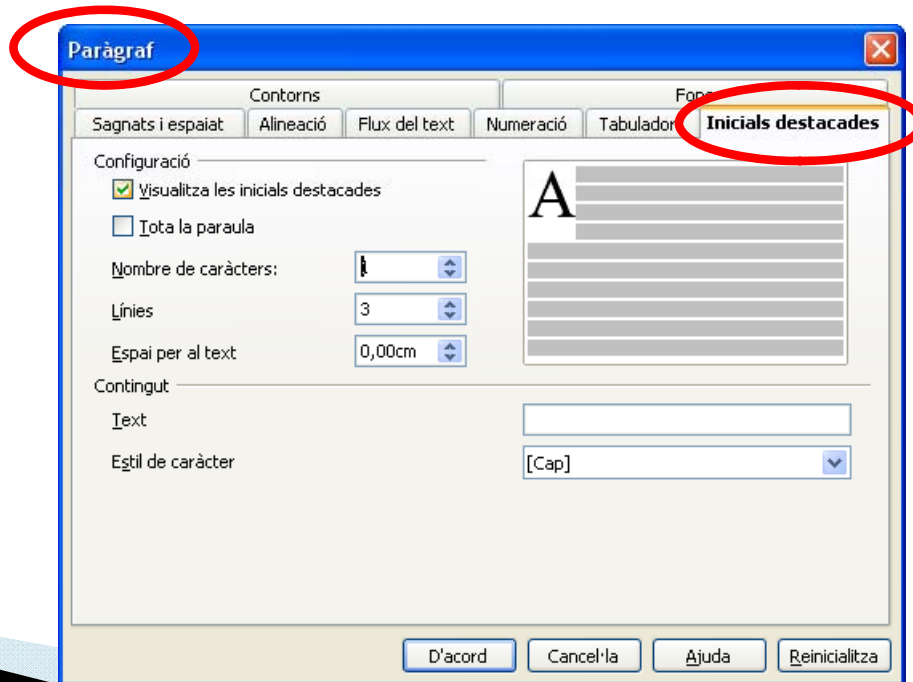 Paràgraf
Contorns
Sagnats i espaiat Alineació Flux del text Numeració Inicials destacades
Configuració
Visualitza les inicials destacades
Tota la paraula
Nombre de caràcters:
Línies 3
Espai per al text 0,00cm
A
Contingut
Text
Estil de caràcter [Cap]
D'acord Cancel·la Ajuda Reinicialitza